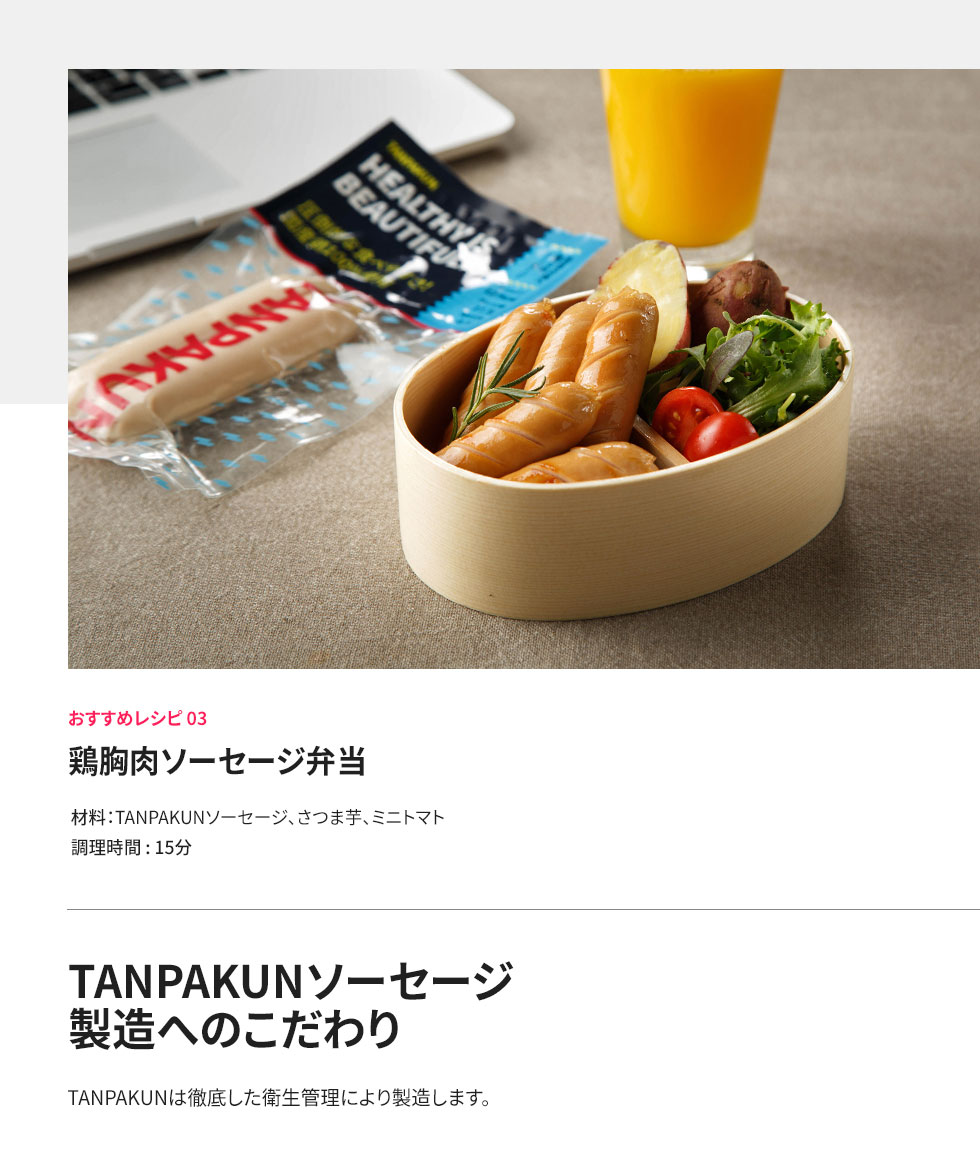 TANPAKUN
HEALTHY IS
BEAUTIFUL
おすすめレシピ 03
鶏胸肉ソーセージ弁当
材料：TANPAKUNソーセージ、さつま芋、ミニトマト
調理時間 : 15分
TANPAKUNソーセージ
製造へのこだわり
TANPAKUNは徹底した衛生管理により製造します。